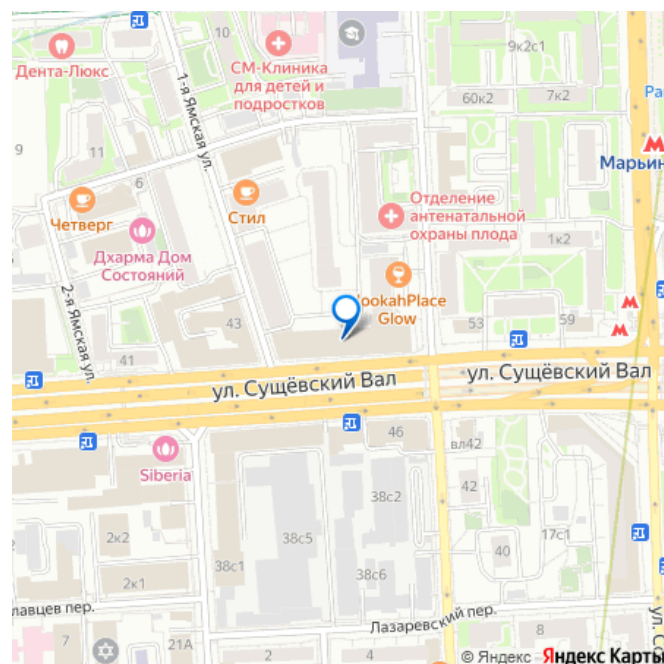 10
9к2с1
Дента-Люкс
СМ-Клиника
для детей и
подростков
60к2
7к2
Ра
1-я Ямская ул.
9
11
Марьин
6
Четверг
Стил
Отделение
антенатальной
охраны плода
1к2
Дхарма Дом
Состояний
2-я Ямская ул.
ookahPlace
Glow
43
53
59
41
ул. Сущёвский Вал
ул. Сущёвский Вал
46
вл42
Siberia
38с2
42
2к2
38с5
17с1
38с1
40
2к1
38с6
лавцев пер.
Лазаревский пер.
7
21А
2
4
8
ул. С
© Яндекс Яндекс Карты